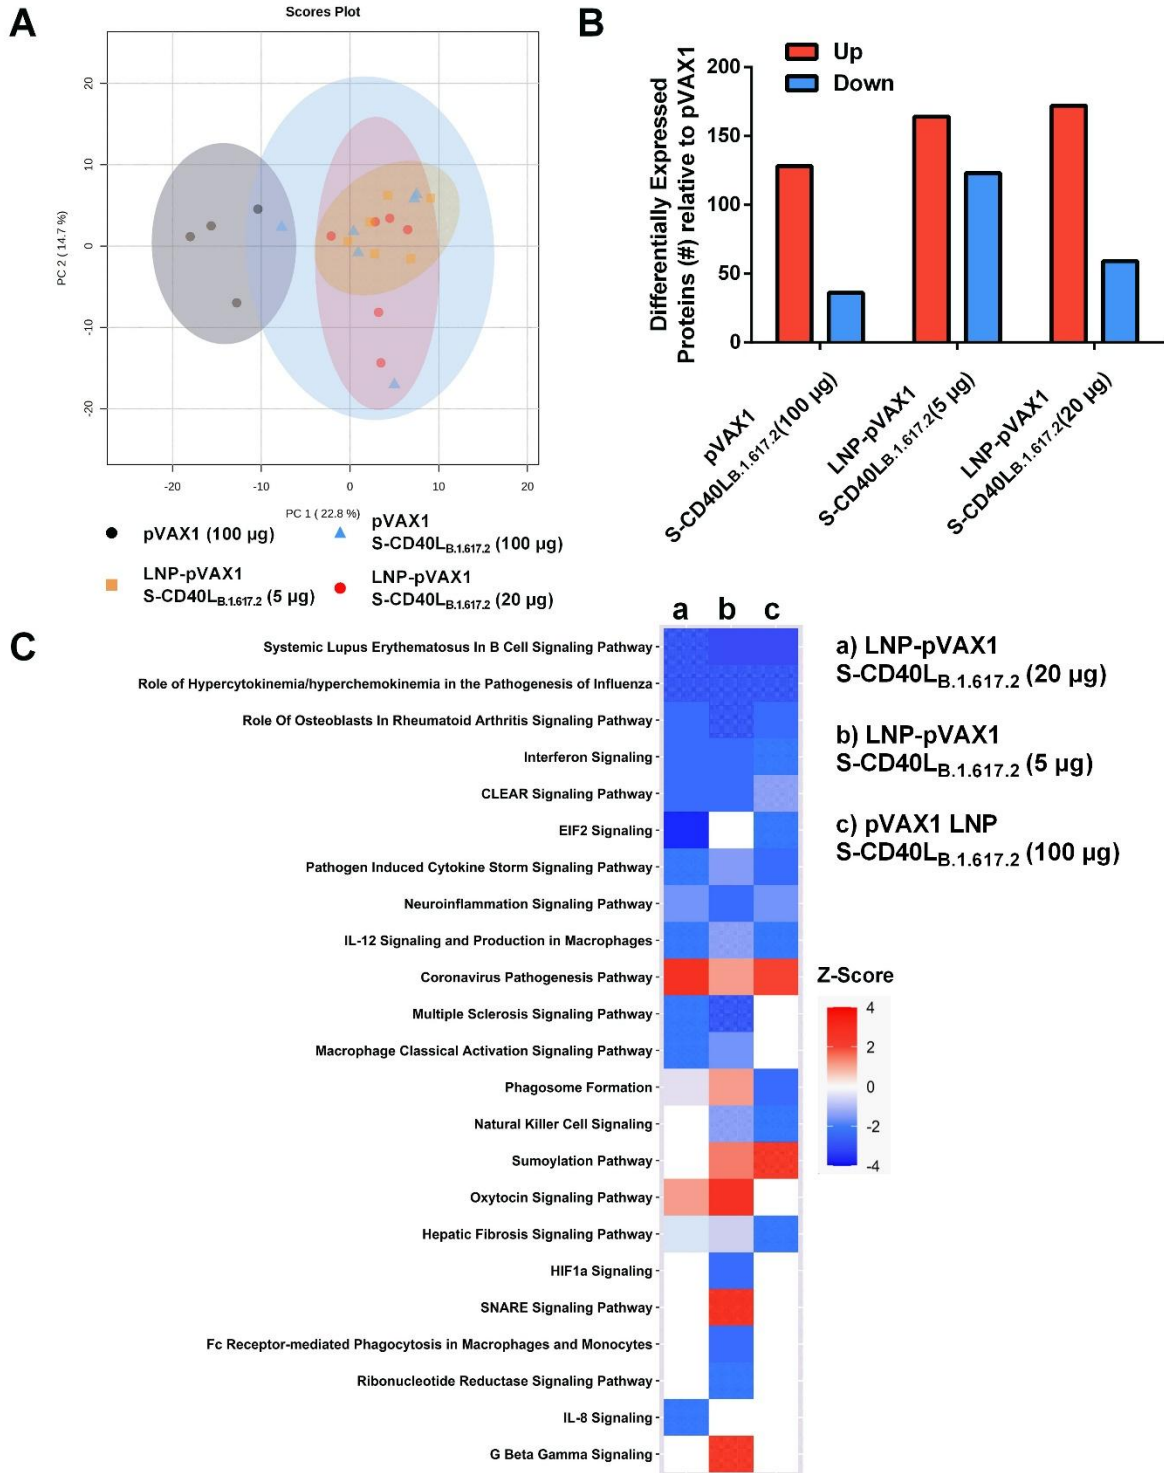 A
Scores Plot
20
10
0
-10
-20
PC 2 ( 14.7 %)
-20
-10
0
10
20
PC 1 ( 22.8 %)
pVAX1 (100 µg)
pVAX1
S-CD40LB.1.617.2 (100 µg)
LNP-pVAX1
S-CD40LB.1.617.2 (5 µg)
LNP-pVAX1
S-CD40LB.1.617.2 (20 µg)
B
Up
Down
Differentially Expressed
Proteins (#) relative to pVAX1
200
150
100
50
0
pVAX1
S-CD40LB.1.617.2(100 µg)
LNP-pVAX1
S-CD40LB.1.617.2(5 µg)
LNP-pVAX1
S-CD40LB.1.617.2(20 µg)
C
a b c
Systemic Lupus Erythematosus In B Cell Signaling Pathway
Role of Hypercytokinemia/hyperchemokinemia in the Pathogenesis of Influenza
Role Of Osteoblasts In Rheumatoid Arthritis Signaling Pathway
Interferon Signaling
CLEAR Signaling Pathway
EIF2 Signaling
Pathogen Induced Cytokine Storm Signaling Pathway
Neuroinflammation Signaling Pathway
IL-12 Signaling and Production in Macrophages
Coronavirus Pathogenesis Pathway
Multiple Sclerosis Signaling Pathway
Macrophage Classical Activation Signaling Pathway
Phagosome Formation
Natural Killer Cell Signaling
Sumoylation Pathway
Oxytocin Signaling Pathway
Hepatic Fibrosis Signaling Pathway
HIF1a Signaling
SNARE Signaling Pathway
Fc Receptor-mediated Phagocytosis in Macrophages and Monocytes
Ribonucleotide Reductase Signaling Pathway
IL-8 Signaling
G Beta Gamma Signaling
a) LNP-pVAX1
S-CD40LB.1.617.2 (20 µg)
b) LNP-pVAX1
S-CD40LB.1.617.2 (5 µg)
c) pVAX1 LNP
S-CD40LB.1.617.2 (100 µg)
Z-Score
4
2
0
-2
-4